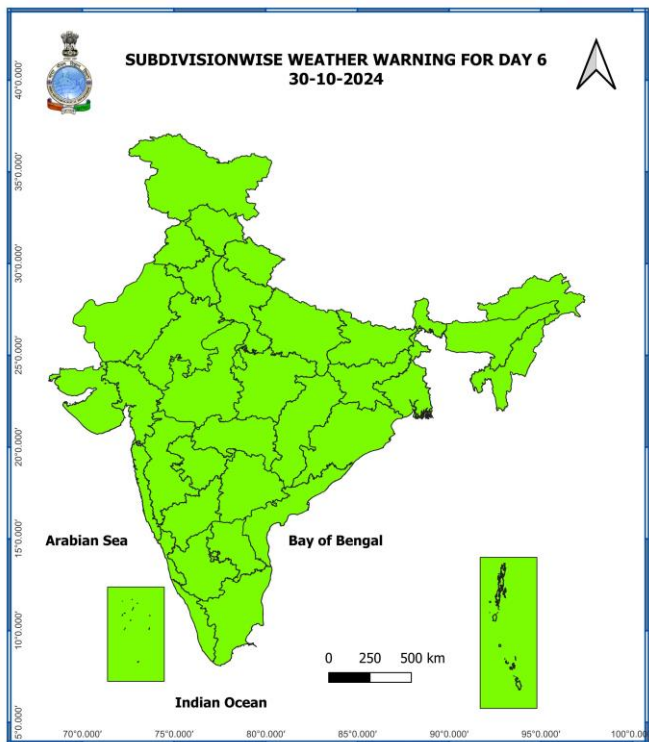 SUBDIVISIONWISE WEATHER WARNING FOR DAY 6
30-10-2024
40°0.000'
35°0.000'
30°0.000'
25°0.000'
20°0.000'
15°0.000'
10°0.000'
5°0.000'
Arabian Sea
Bay of Bengal
0 250 500 km
Indian Ocean
70°0.000' 75°0.000' 80°0.000' 85°0.000' 90°0.000' 95°0.000' 100°0.000'